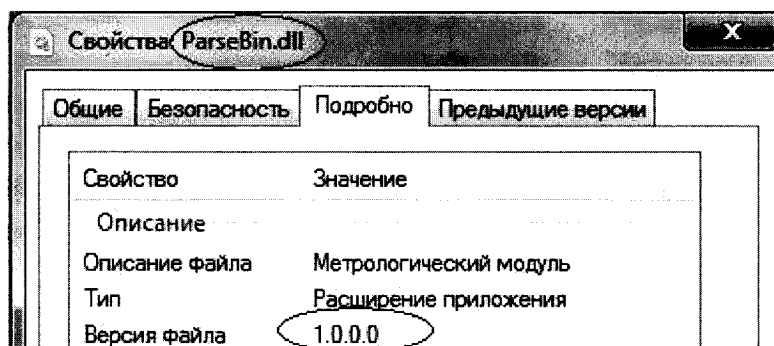 Свойства: ParseBin.dll
x
Общие Безопасность Подробно Предыдущие версии
Свойство Значение
Описание
Описание файла Метрологический модуль
Тип Расширение приложения
Версия файла 1.0.0.0